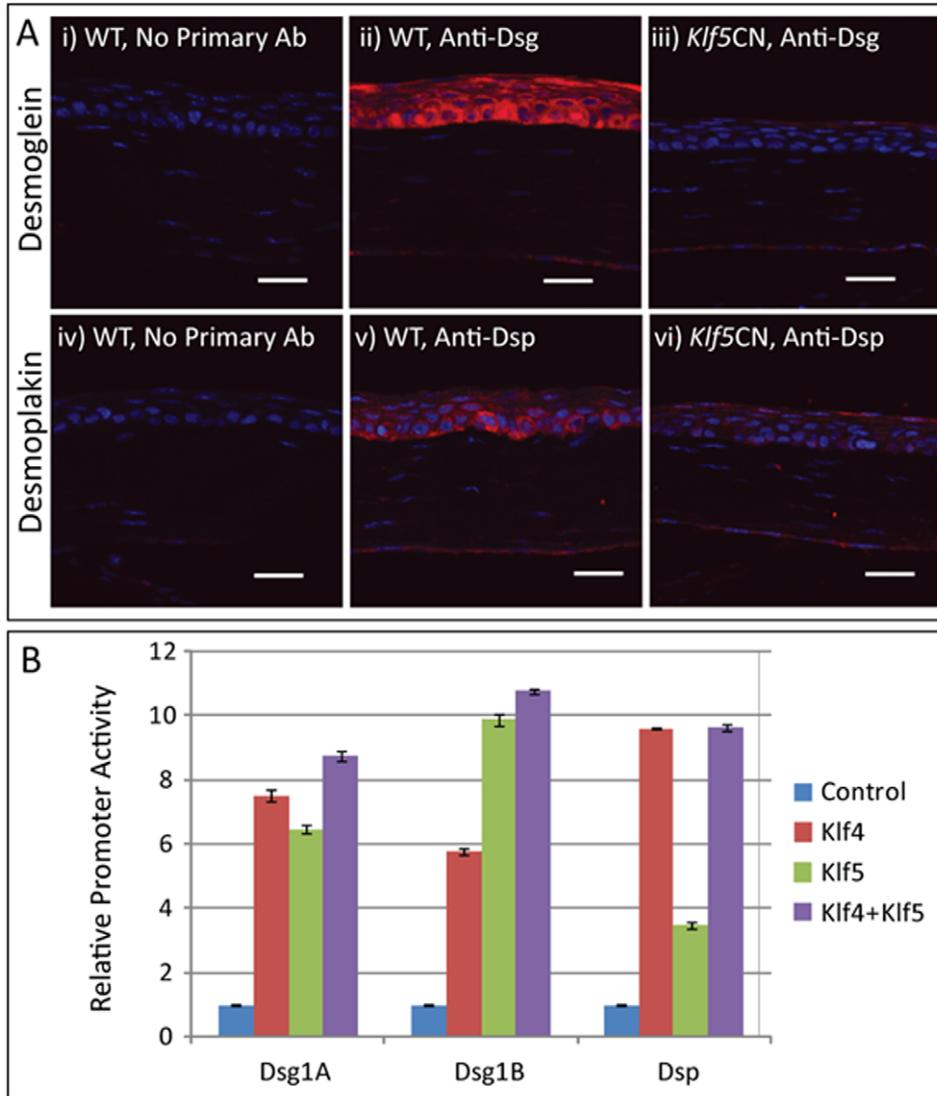 A
i) WT, No Primary Ab
ii) WT, Anti-Dsg
iii) Klf5CN, Anti-Dsg
Desmoglein
iv) WT, No Primary Ab
v) WT, Anti-Dsp
vi) Klf5CN, Anti-Dsp
Desmoplakin
B
Relative Promoter Activity
12
10
8
6
4
2
0
Dsg1A
Dsg1B
Dsp
Control
Klf4
Klf5
Klf4+Klf5